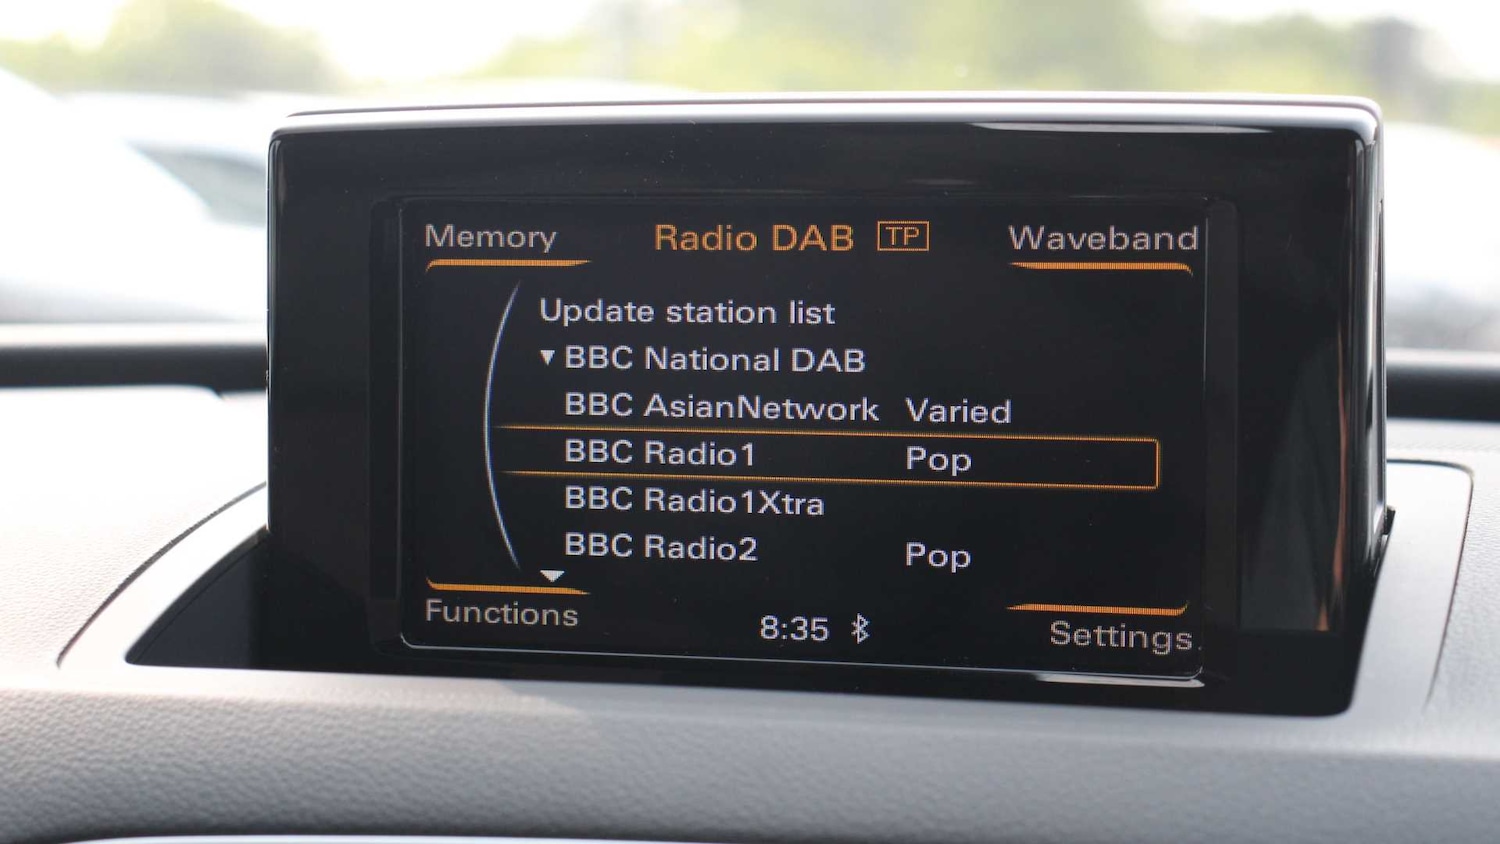 Memory Radio DAB TP Waveband
Update station list
▼ BBC National DAB
BBC AsianNetwork Varied
BBC Radio1 Pop
BBC Radio1Xtra
BBC Radio2 Pop
Functions 8:35 Settings